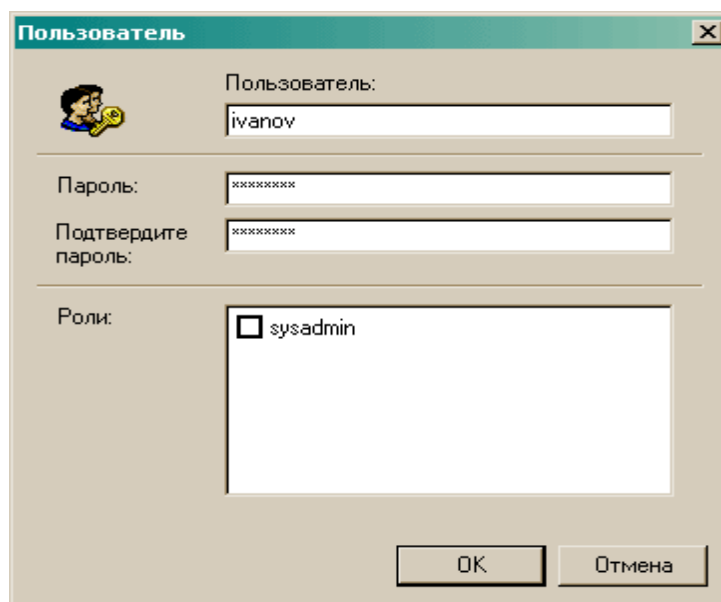 Пользователь
Пользователь:
ivanov
Пароль:
××××××××
Подтвердите
пароль:
××××××××
Роли:
sysadmin
OK
Отмена